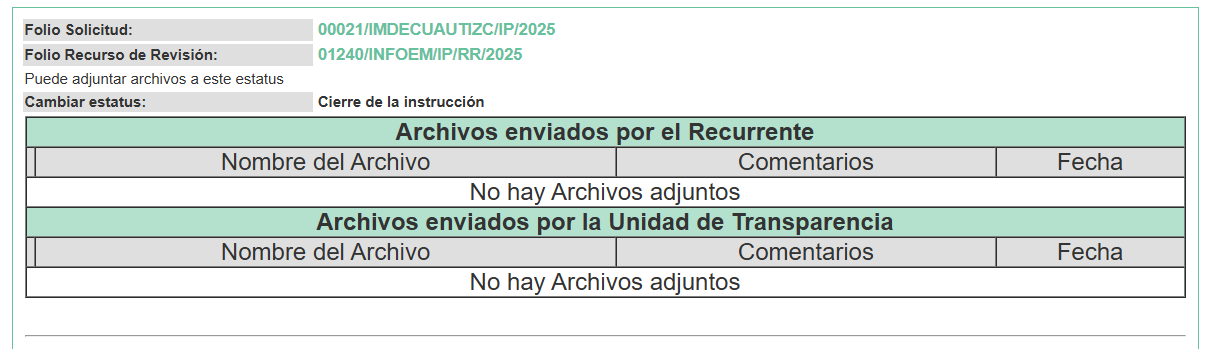 Folio Solicitud: 00021/IMDECUAUTIZC/IP/2025
Folio Recurso de Revisión: 01240/INFOEM/IP/RR/2025
Puede adjuntar archivos a este estatus
Cambiar estatus: Cierre de la instrucción
Archivos enviados por el Recurrente
Nombre del Archivo Comentarios Fecha
No hay Archivos adjuntos
Archivos enviados por la Unidad de Transparencia
Nombre del Archivo Comentarios Fecha
No hay Archivos adjuntos